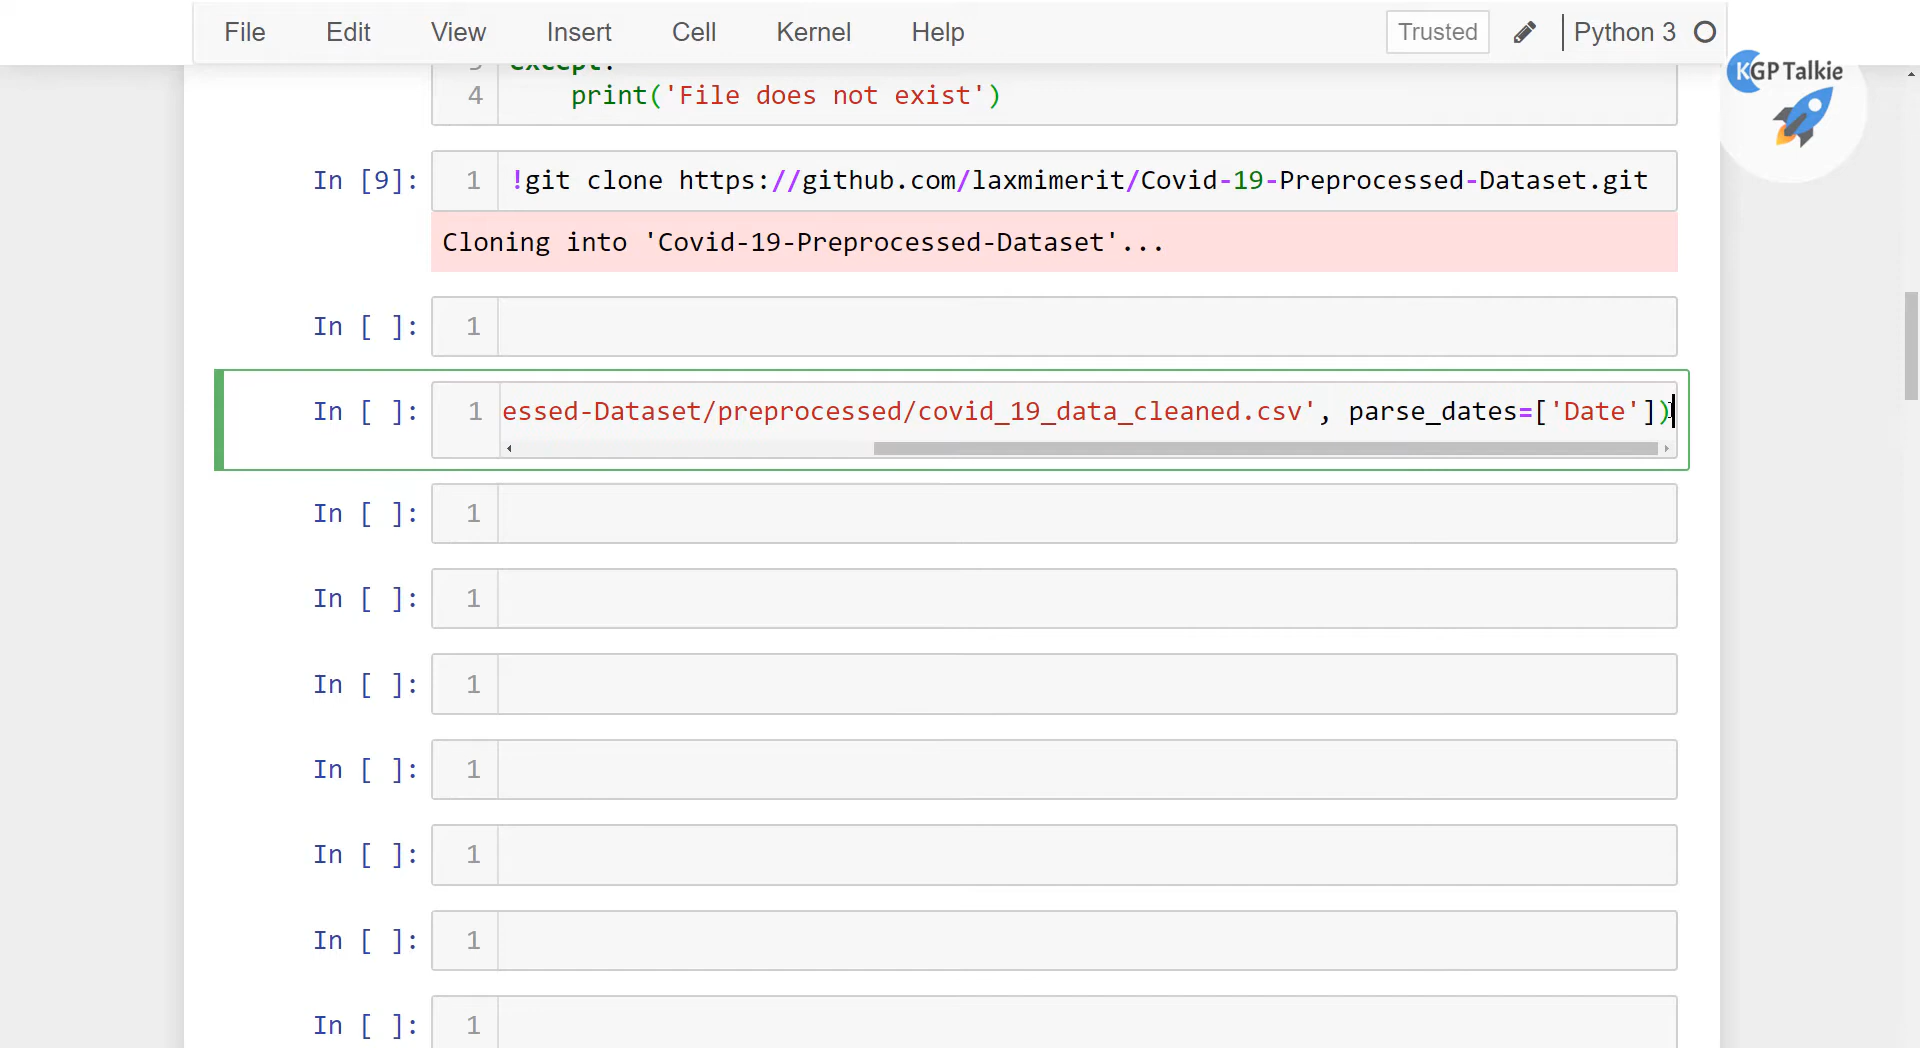 File Edit View Insert Cell Kernel Help Trusted Python 3
KGP Talkie
except:
4 print('File does not exist')
In [9]: 1 !git clone https://github.com/laxmimerit/Covid-19-Preprocessed-Dataset.git
Cloning into 'Covid-19-Preprocessed-Dataset'...
In [ ]: 1
In [ ]: 1 essed-Dataset/preprocessed/covid_19_data_cleaned.csv', parse_dates=['Date'])
In [ ]: 1
In [ ]: 1
In [ ]: 1
In [ ]: 1
In [ ]: 1
In [ ]: 1
In [ ]: 1